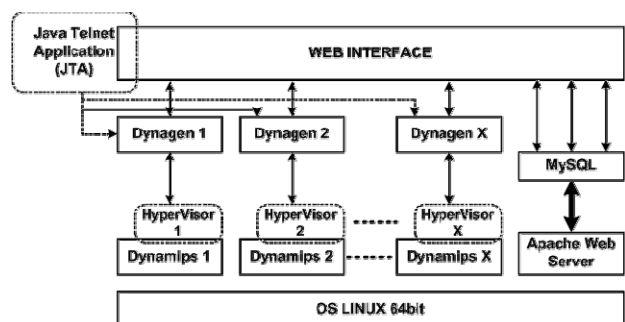 Java Telnet
Application
(JTA)
WEB INTERFACE
Dynagen 1
Dynagen 2
Dynagen X
MySQL
HyperVisor
1
HyperVisor
2
HyperVisor
X
Dynamips 1
Dynamips 2
Dynamips X
Apache Web
Server
OS LINUX 64bit